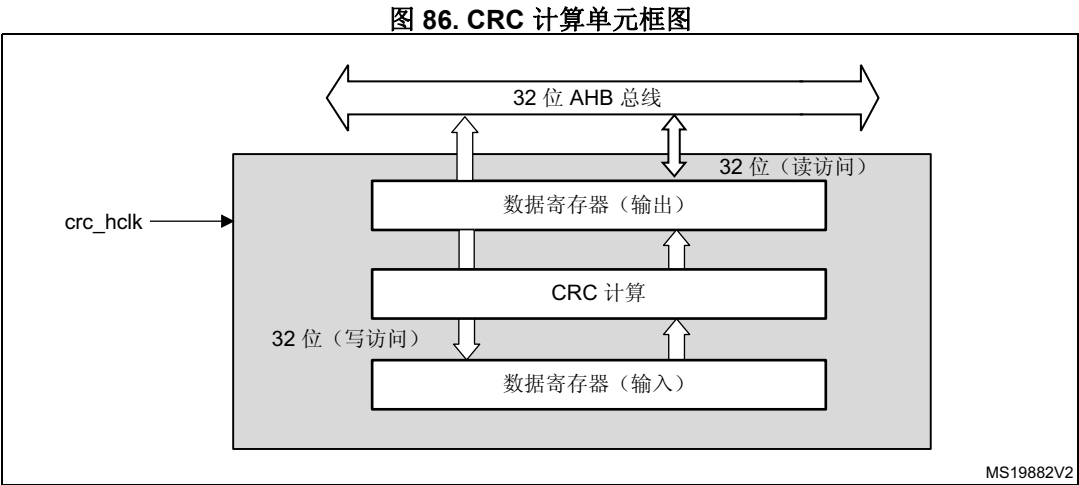 图 86. CRC 计算单元框图
32 位 AHB 总线
32 位（读访问）
数据寄存器（输出）
crc_hclk
CRC 计算
32 位（写访问）
数据寄存器（输入）
MS19882V2